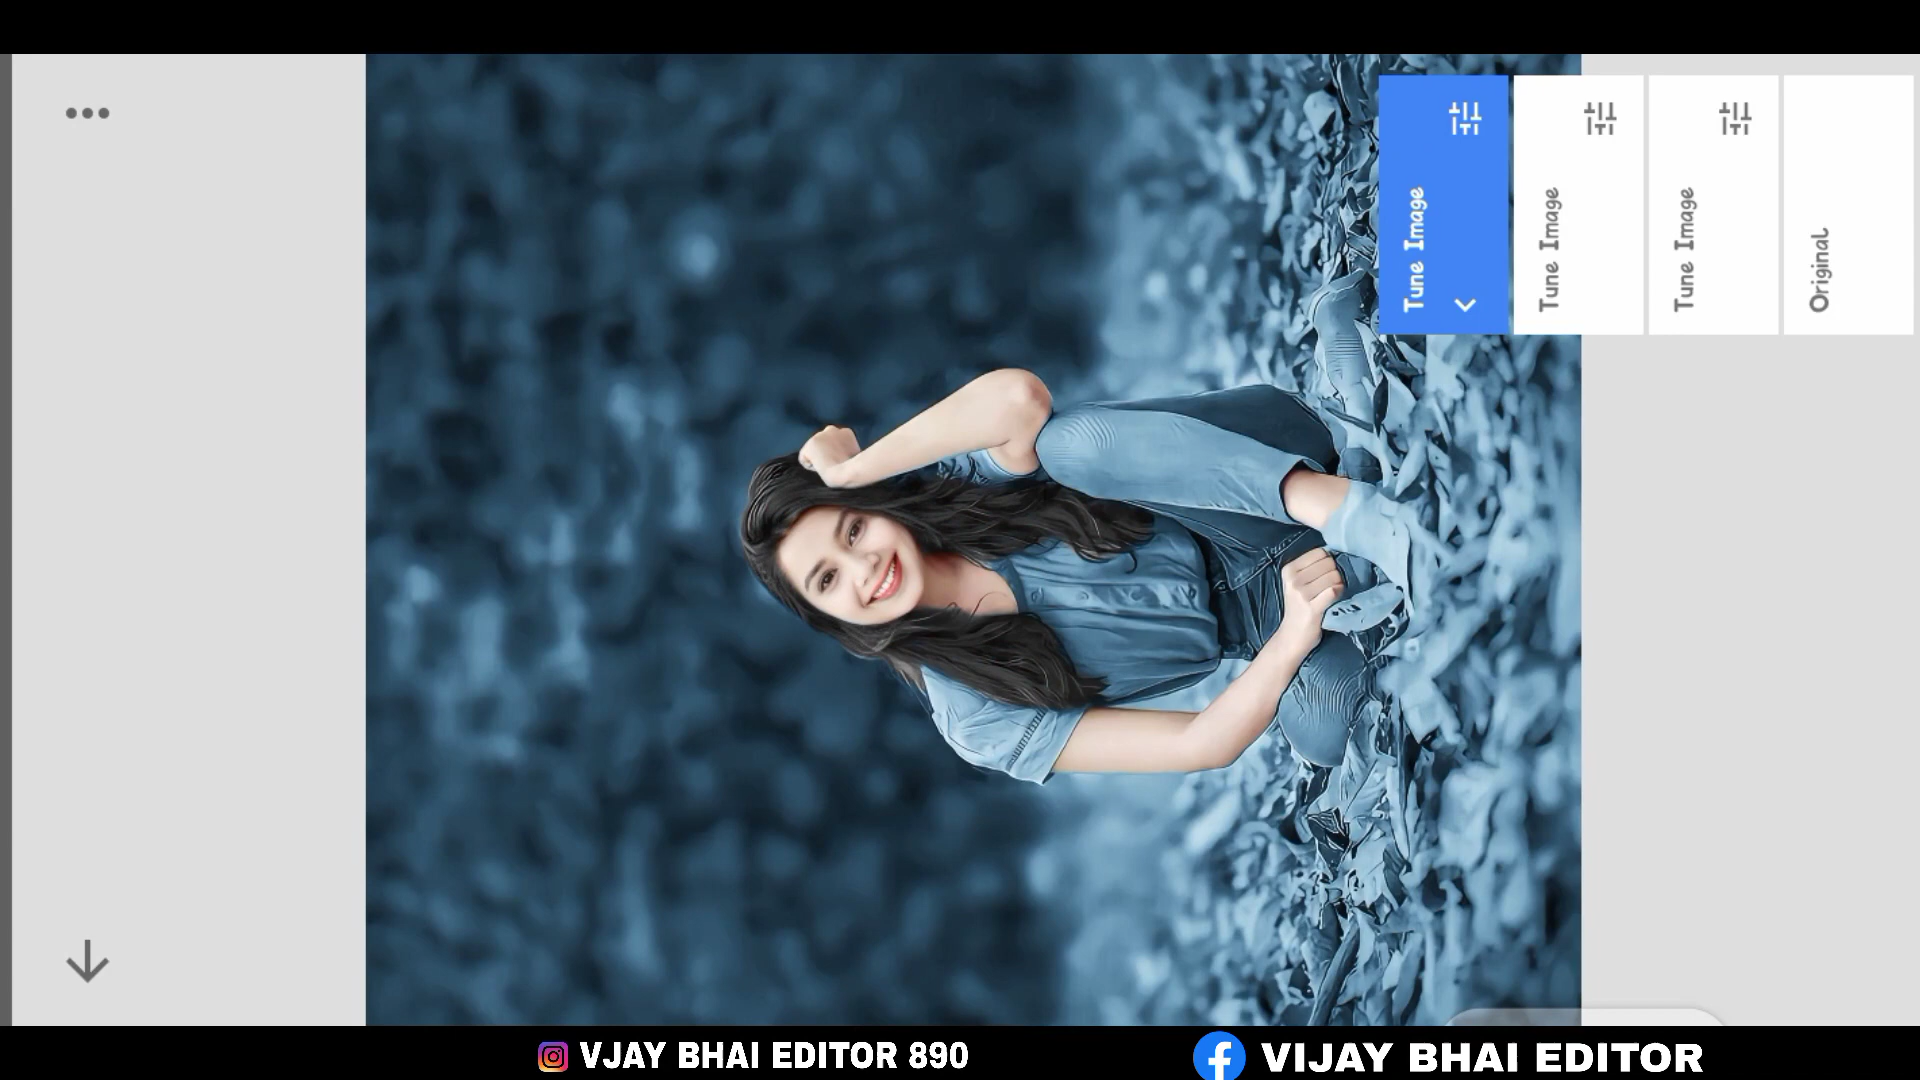 Tune Image
Tune Image
Tune Image
Original
VJAY BHAI EDITOR 890
VIJAY BHAI EDITOR